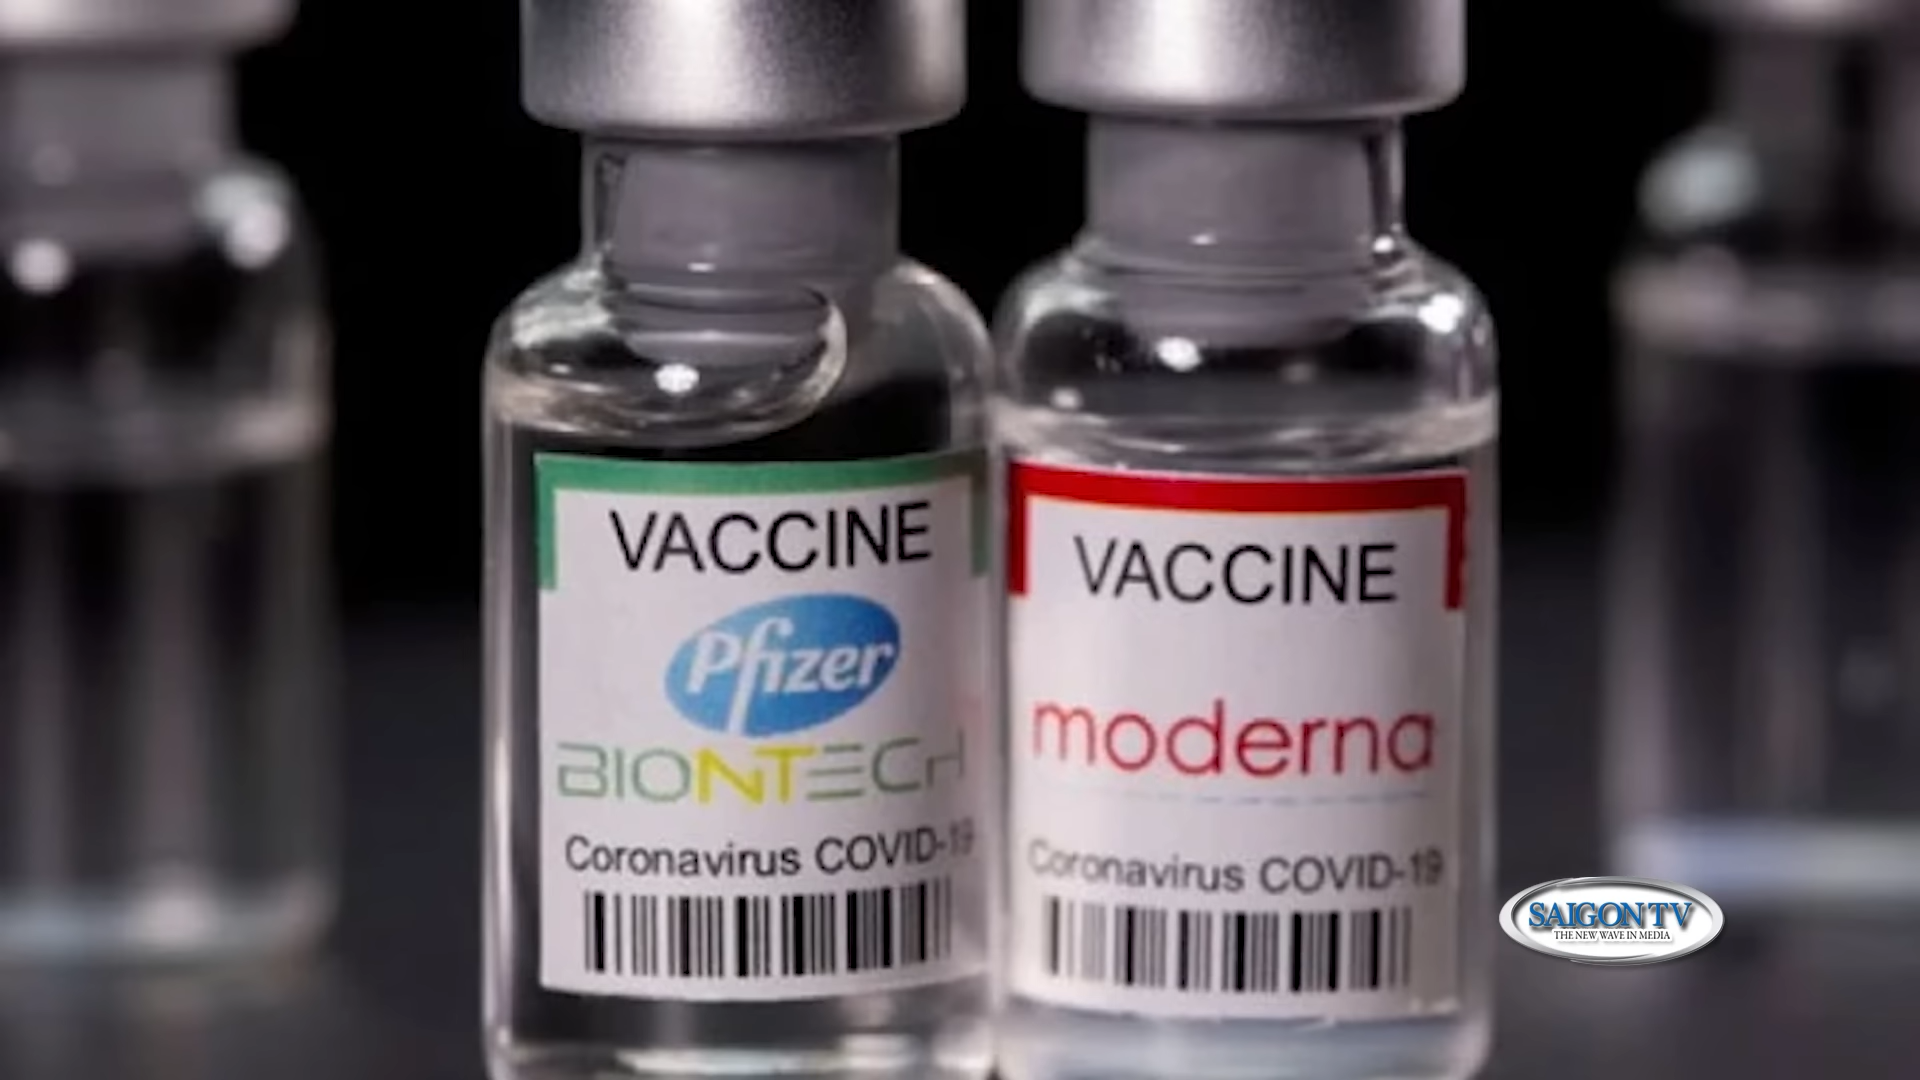 VACCINE
Pfizer
BIONTECH
Coronavirus COVID-19
VACCINE
moderna
Coronavirus COVID-19
SAIGON TV
THE NEW WAVE IN MEDIA